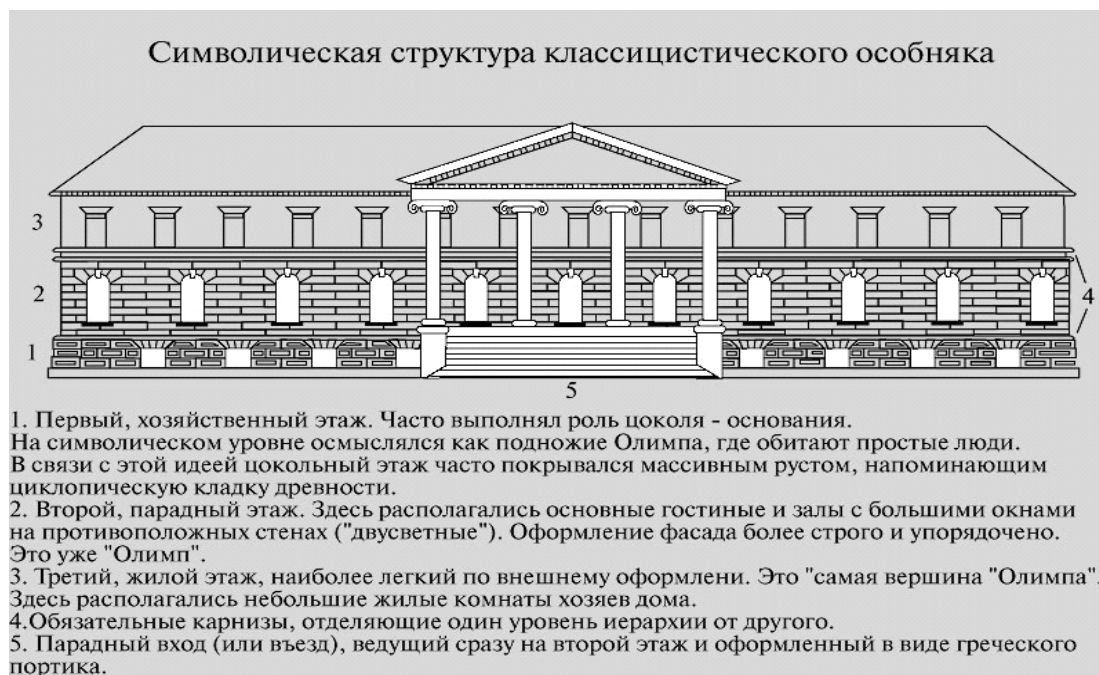 Символическая структура классицистического особняка
3
2
4
1
5
1. Первый, хозяйственный этаж. Часто выполнял роль цоколя - основания.
На символическом уровне осмыслялся как подножие Олимпа, где обитают простые люди.
В связи с этой идеей цокольный этаж часто покрывался массивным рустом, напоминающим
циклопическую кладку древности.
2. Второй, парадный этаж. Здесь располагались основные гостиные и залы с большими окнами
на противоположных стенах ("двусветные"). Оформление фасада более строго и упорядочено.
Это уже "Олимп".
3. Третий, жилой этаж, наиболее легкий по внешнему оформлени. Это "самая вершина "Олимпа".
Здесь располагались небольшие жилые комнаты хозяев дома.
4.Обязательные карнизы, отделяющие один уровень иерархии от другого.
5. Парадный вход (или въезд), ведущий сразу на второй этаж и оформленный в виде греческого
портика.